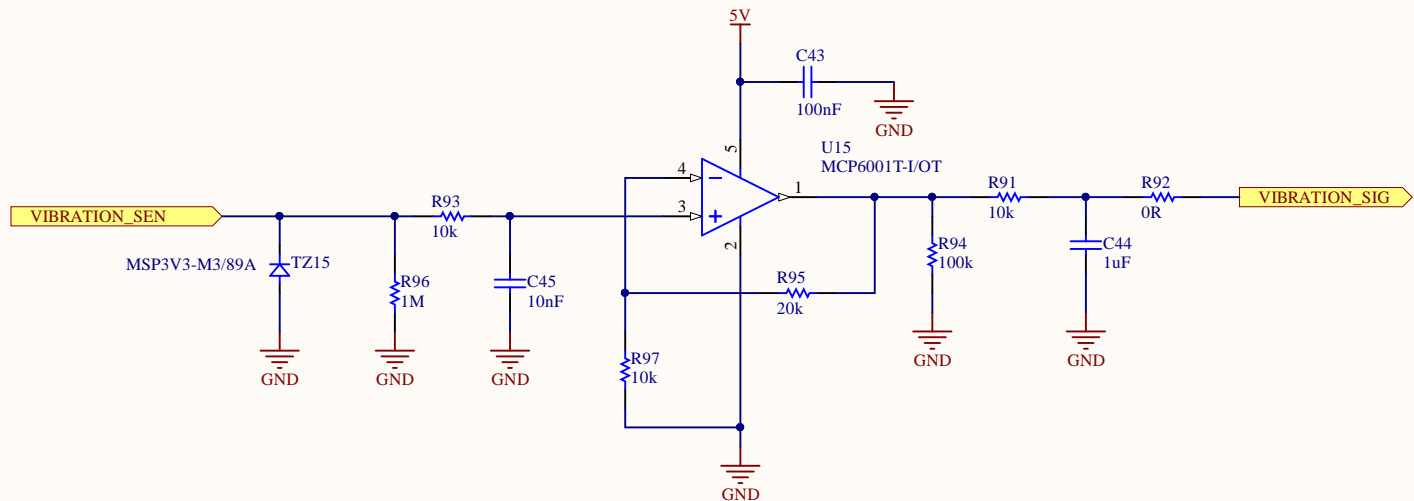 5V
C43
100nF
GND
U15
MCP6001T-I/OT
5
4
3
1
2
VIBRATION_SEN
R93
10k
MSP3V3-M3/89A
TZ15
R96
1M
C45
10nF
GND
GND
GND
R95
20k
R97
10k
GND
R94
100k
GND
R91
10k
C44
1uF
GND
R92
0R
VIBRATION_SIG